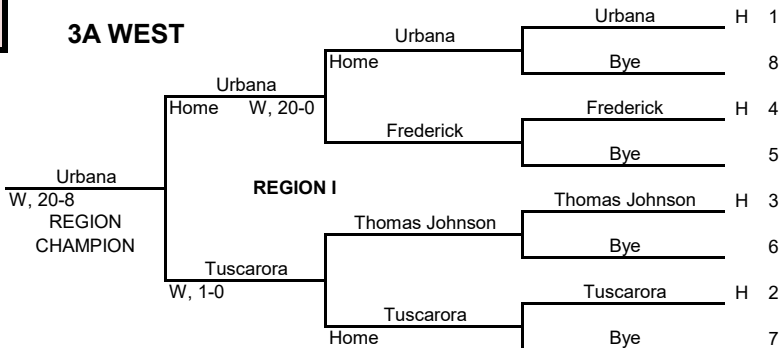 Urbana H 1
3A WEST
Urbana
Home
Bye 8
Urbana
Home W, 20-0
Frederick H 4
Frederick
Bye 5
Urbana
W, 20-8
REGION
CHAMPION
REGION I
Thomas Johnson H 3
Thomas Johnson
Bye 6
Tuscarora
W, 1-0
Tuscarora H 2
Tuscarora
Home
Bye 7